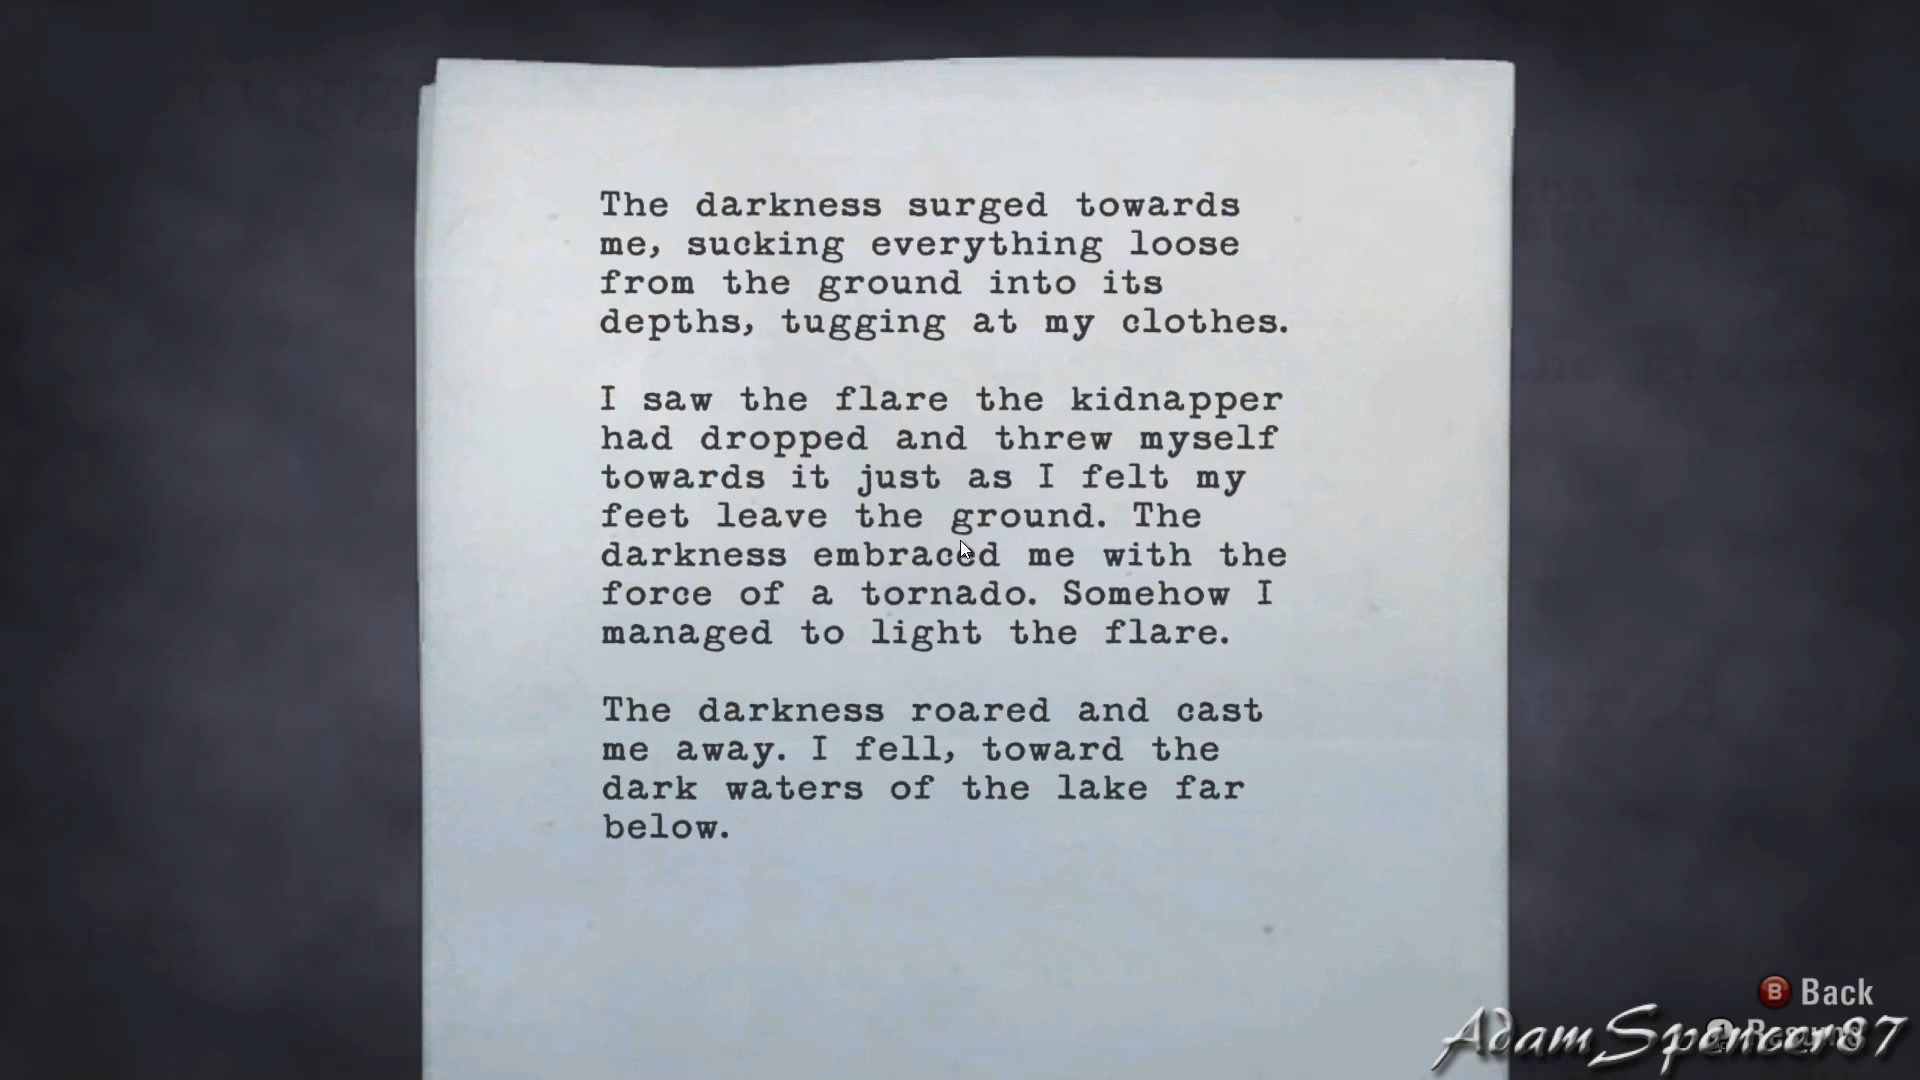 The darkness surged towards
me, sucking everything loose
from the ground into its
depths, tugging at my clothes.
I saw the flare the kidnapper
had dropped and threw myself
towards it just as I felt my
feet leave the ground. The
darkness embraced me with the
force of a tornado. Somehow I
managed to light the flare.
The darkness roared and cast
me away. I fell, toward the
dark waters of the lake far
below.
B Back
Resume
AdamSpencer87